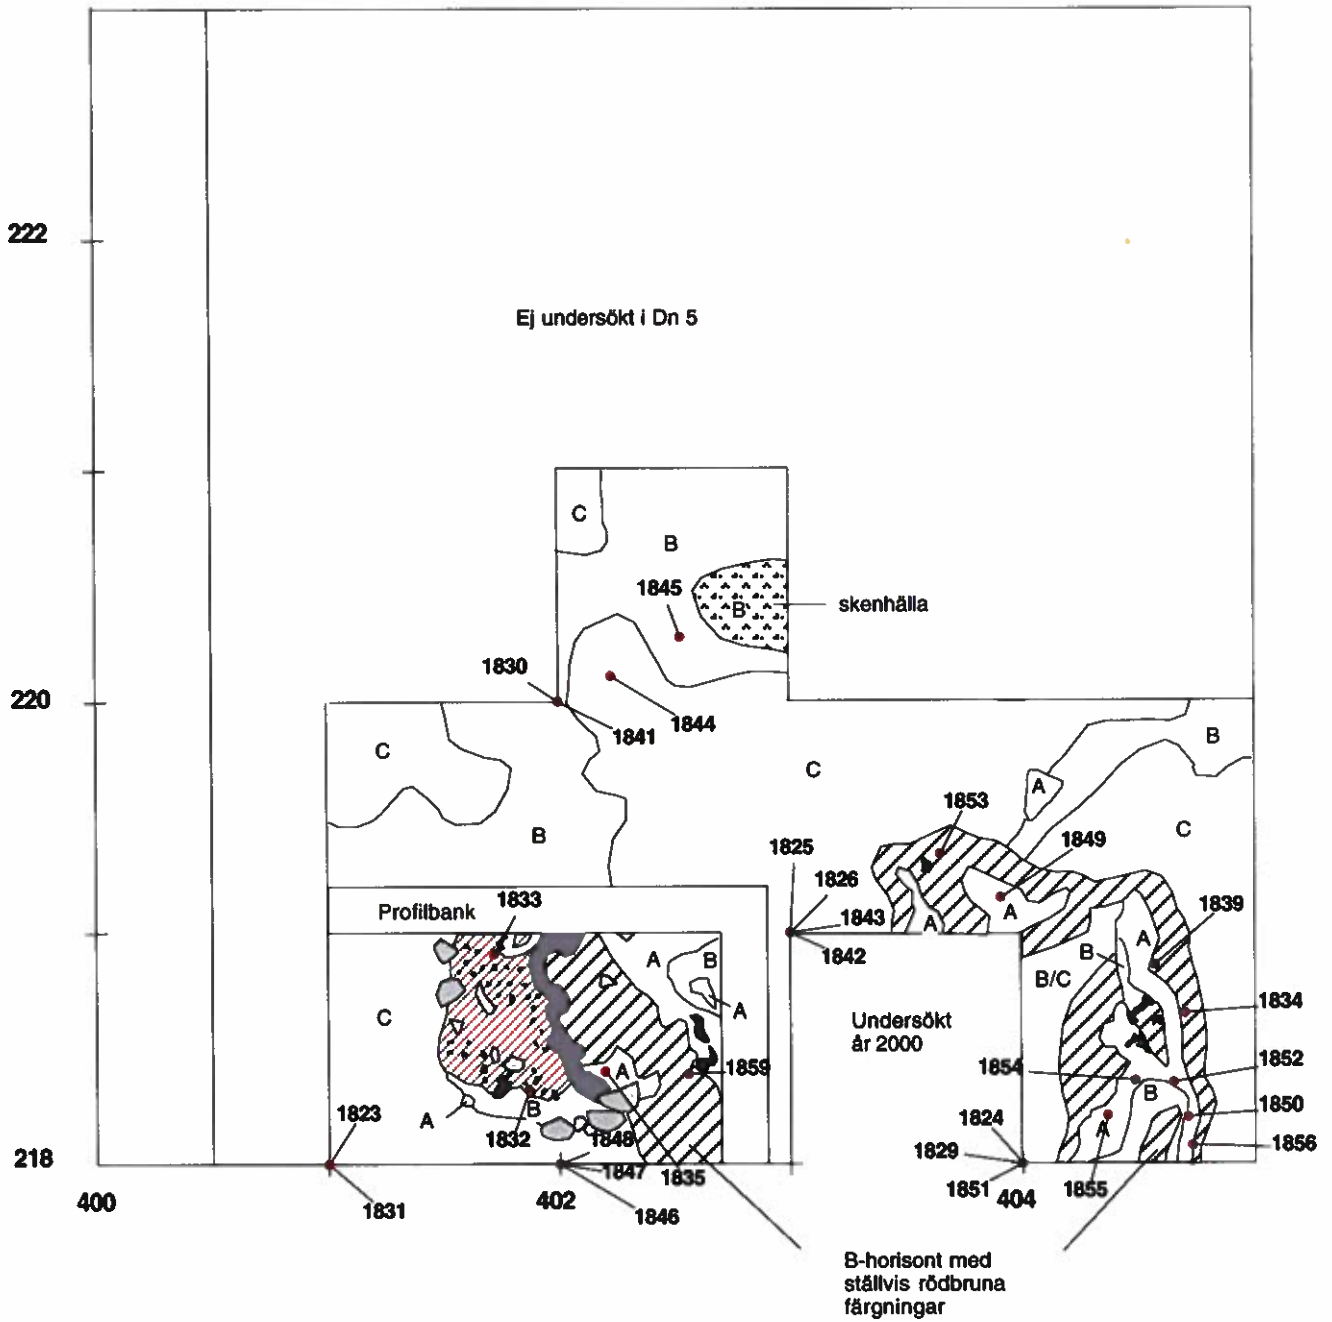 222
Ej undersökt i Dn 5
C
B
1845
B
skenhälla
1830
220
1844
1841
B
C
C
A
1853
B
C
1849
1825
1826
1833
Profilbank
1843
A
A
1839
1842
A
B
A
B
B/C
A
C
1834
Undersökt
år 2000
1859
A
1854
1852
B
1823
B
1824
1850
A
1832
1848
A
1829
1856
218
1847
1835
1851
1855
404
400
402
1831
1846
B-horisont med
ställvis rödbruna
färgningar